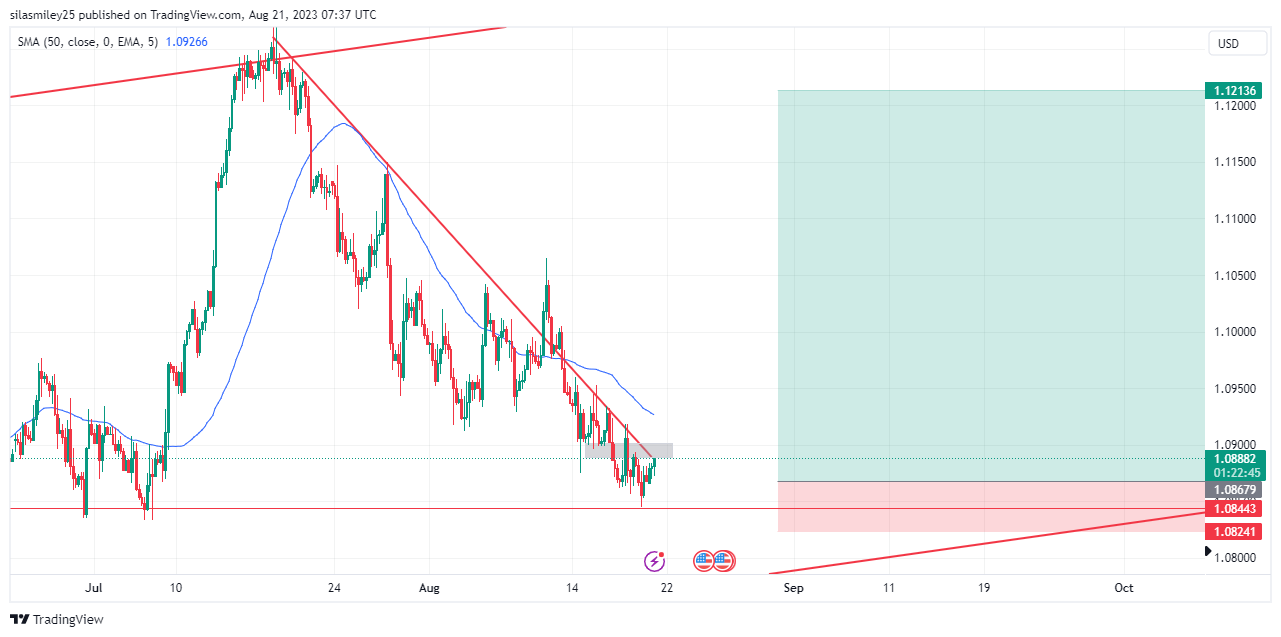 silasmiley25 published on TradingView.com, Aug 21, 2023 07:37 UTC
SMA (50, close, 0, EMA, 5) 1.09266
USD
1.12136
1.12000
1.11500
1.11000
1.10500
1.10000
1.09500
1.09000
1.08882
01:22:45
1.08679
1.08443
1.08241
1.08000
Jul 10 24 Aug 14 22 Sep 11 19 Oct
TradingView